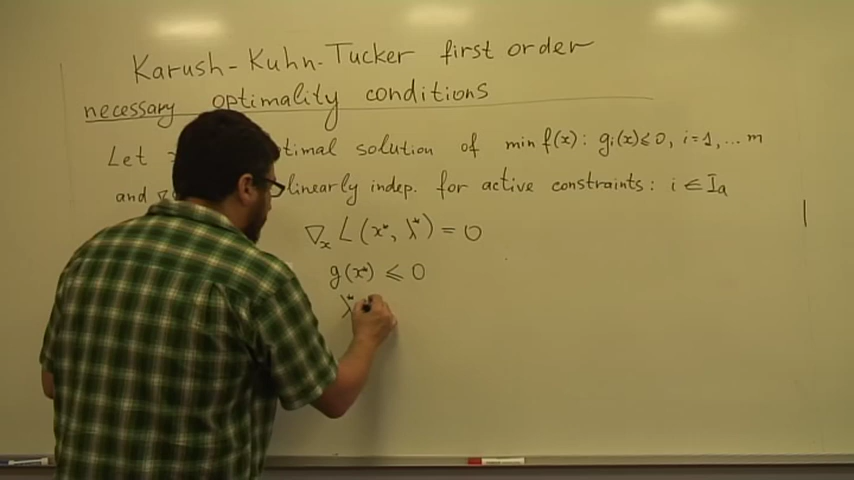 Karush-Kuhn-Tucker first order
necessary optimality conditions
Let solution of min f(x): gi(x)≤0, i=1,...m
and linearly indep. for active constraints: i ∈ Ia
∇x L(x*, λ*) = 0
g(x*) ≤ 0
λ*